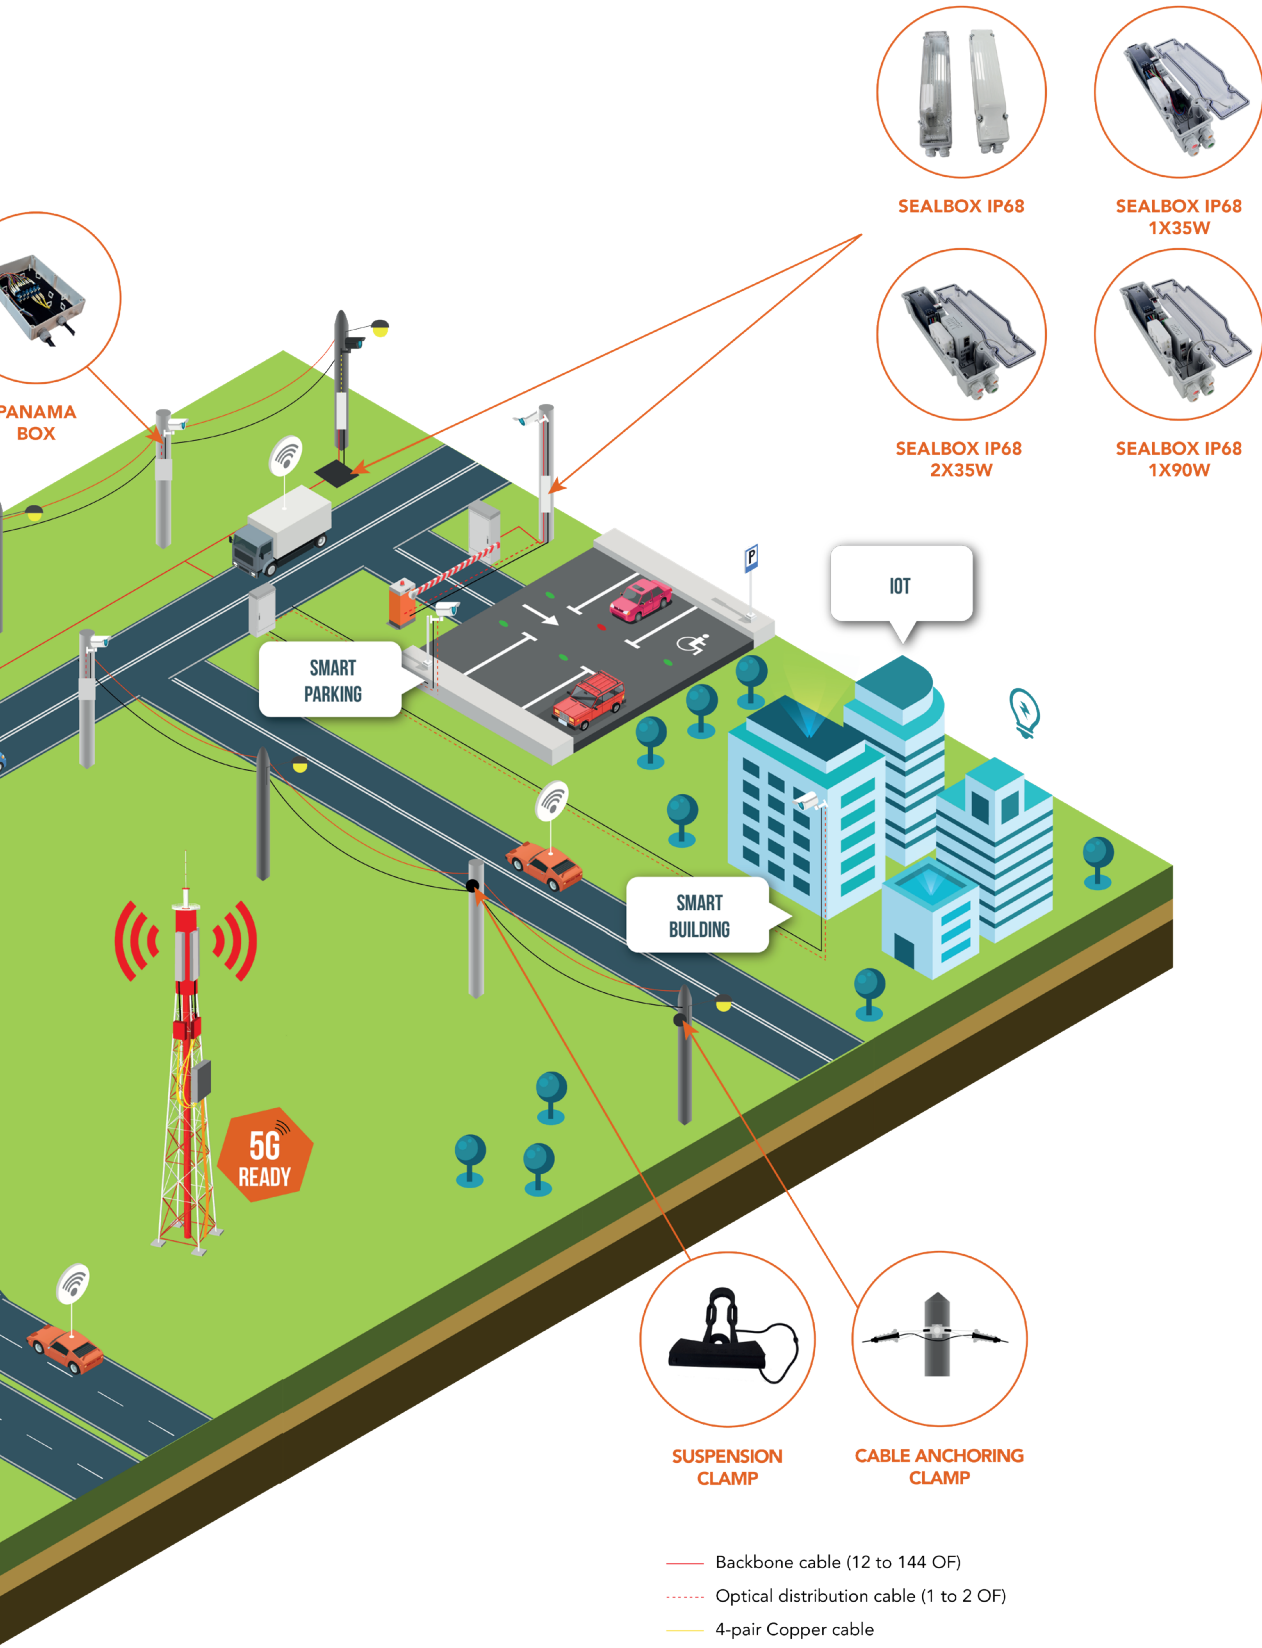 SEALBOX IP68
SEALBOX IP68
1X35W
SEALBOX IP68
2X35W
SEALBOX IP68
1X90W
PANAMA
BOX
P
IOT
SMART
PARKING
SMART
BUILDING
5G
READY
SUSPENSION
CLAMP
CABLE ANCHORING
CLAMP
Backbone cable (12 to 144 OF)
Optical distribution cable (1 to 2 OF)
4-pair Copper cable